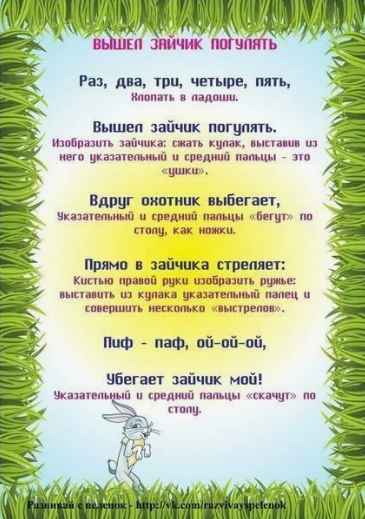 ВЫШЕЛ ЗАЙЧИК ПОГУЛЯТЬ
Раз, два, три, четыре, пять,
Хлопать в ладоши.
Вышел зайчик погулять.
Изобразить зайчика: сжать кулак, выставив из
него указательный и средний пальцы - это
«ушки».
Вдруг охотник выбегает,
Указательный и средний пальцы «бегут» по
столу, как ножки.
Прямо в зайчика стреляет:
Кистью правой руки изобразить ружье:
выставить из кулака указательный палец и
совершить несколько «выстрелов».
Пиф - паф, ой-ой-ой,
Убегает зайчик мой!
Указательный и средний пальцы «скачут» по
столу.
Развивай с пеленок - http://vk.com/razvivayspelenok